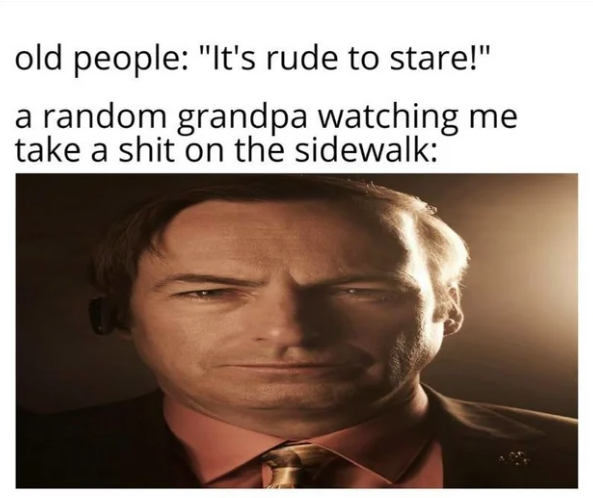 old people: "It's rude to stare!"
a random grandpa watching me
take a shit on the sidewalk: